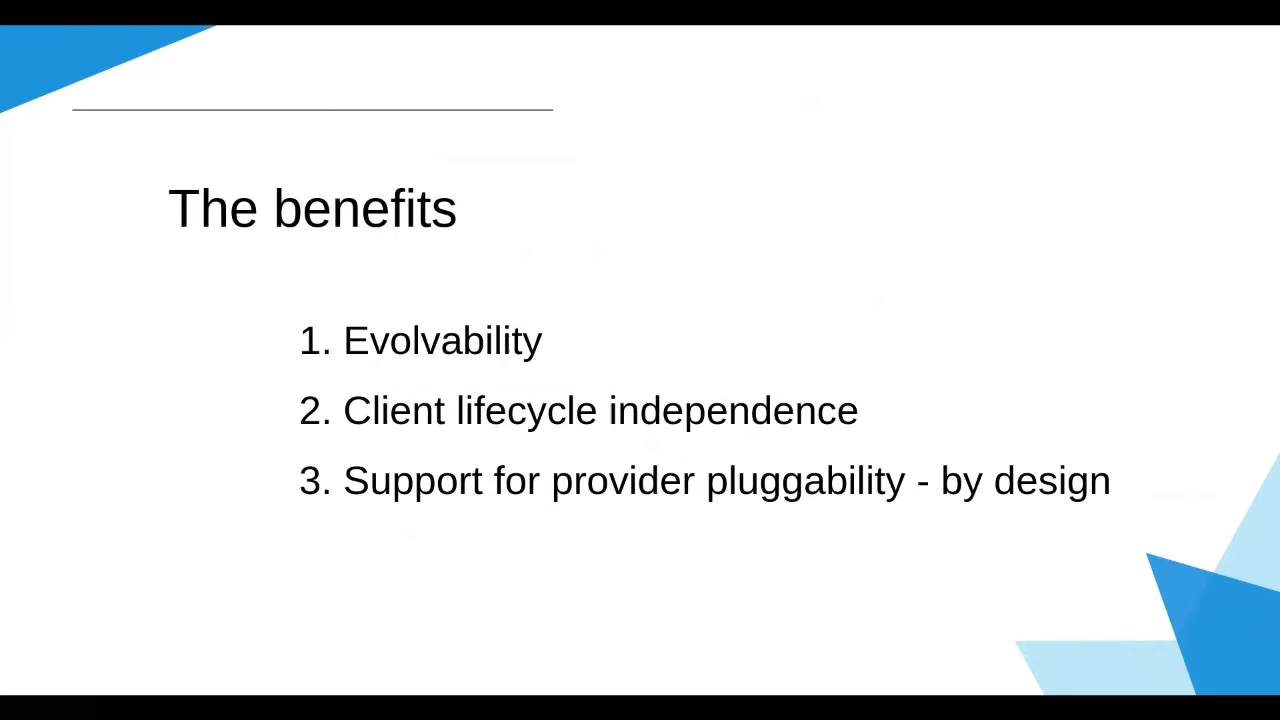 The benefits
1. Evolvability
2. Client lifecycle independence
3. Support for provider pluggability - by design